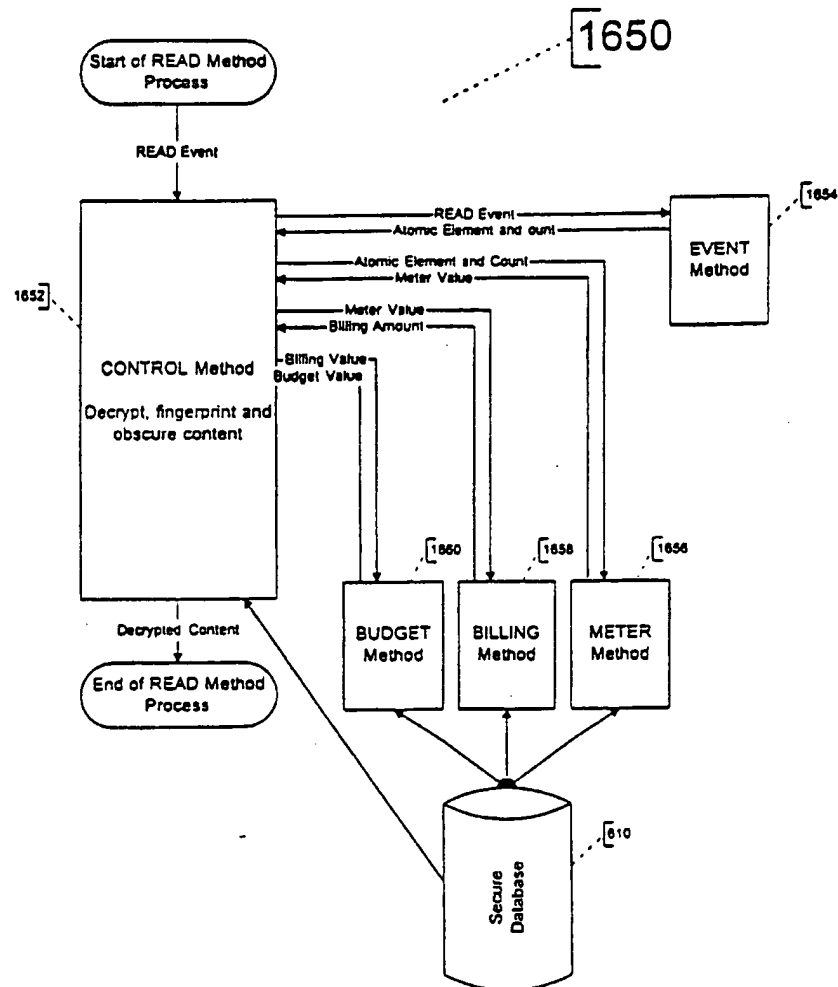 1650
Start of READ Method
Process
READ Event
READ Event
1654
Atomic Element and ount
EVENT
Method
Atomic Element and Count
1652
Meter Value
Meter Value
Billing Amount
CONTROL Method
Billing Value
Budget Value
Decrypt, fingerprint and
obscure content
1660
1658
1656
BUDGET
Method
BILLING
Method
METER
Method
Decrypted Content
End of READ Method
Process
610
Secure
Database